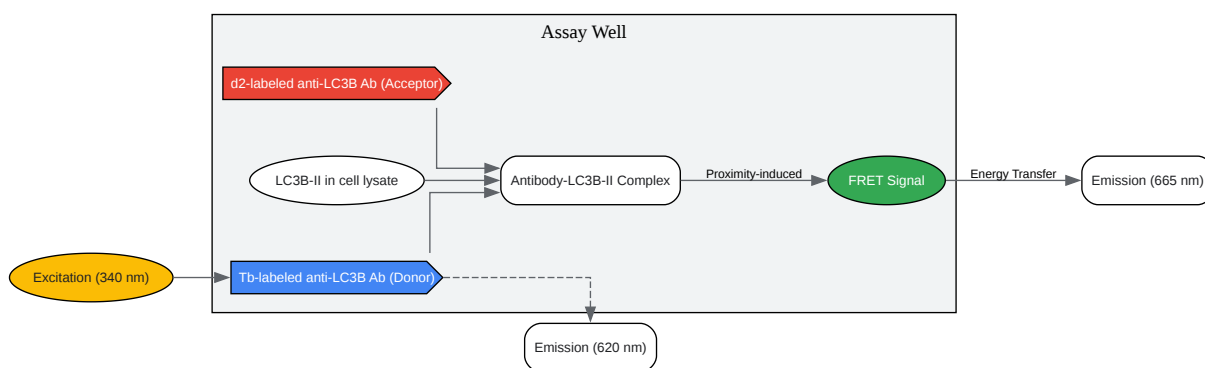 Assay Well
d2-labeled anti-LC3B Ab (Acceptor)
LC3B-II in cell lysate
Antibody-LC3B-II Complex
Proximity-induced
FRET Signal
Energy Transfer
Emission (665 nm)
Excitation (340 nm)
Tb-labeled anti-LC3B Ab (Donor)
Emission (620 nm)